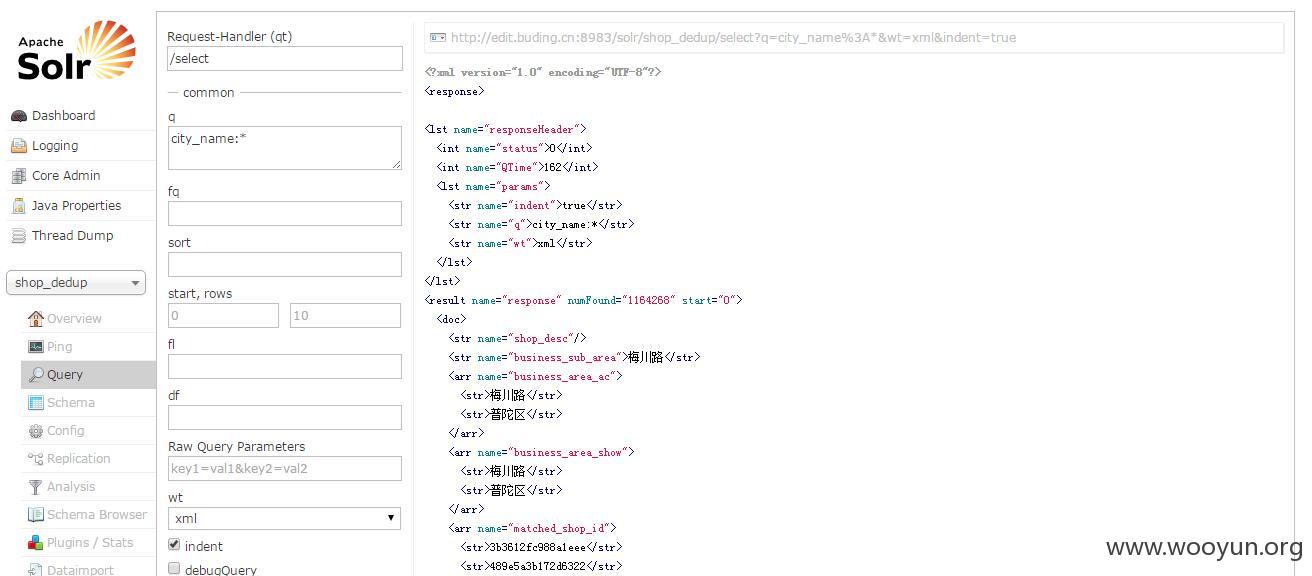 Apache
Solr
Dashboard
Logging
Core Admin
Java Properties
Thread Dump
shop_dedup
Overview
Ping
Query
Schema
Config
Replication
Analysis
Schema Browser
Plugins / Stats
Dataimport
Request-Handler (qt)
/select
common
q
city_name:*
fq
sort
start, rows
0 10
fl
df
Raw Query Parameters
key1=val1&key2=val2
wt
xml
indent
debugQuery
http://edit.buding.cn:8983/solr/shop_dedup/select?q=city_name%3A*&wt=xml&indent=true
<?xml version="1.0" encoding="UTF-8"?>
<response>
<lst name="responseHeader">
<int name="status">0</int>
<int name="QTime">162</int>
<lst name="params">
<str name="indent">true</str>
<str name="q">city_name:*</str>
<str name="wt">xml</str>
</lst>
</lst>
<result name="response" numFound="1164268" start="0">
<doc>
<str name="shop_desc"/>
<str name="business_sub_area">梅川路</str>
<arr name="business_area_ac">
<str>梅川路</str>
<str>普陀区</str>
</arr>
<arr name="business_area_show">
<str>梅川路</str>
<str>普陀区</str>
</arr>
<arr name="matched_shop_id">
<str>3b3612fc988a1eee</str>
<str>489e5a3b172d6322</str>
www.wooyun.org